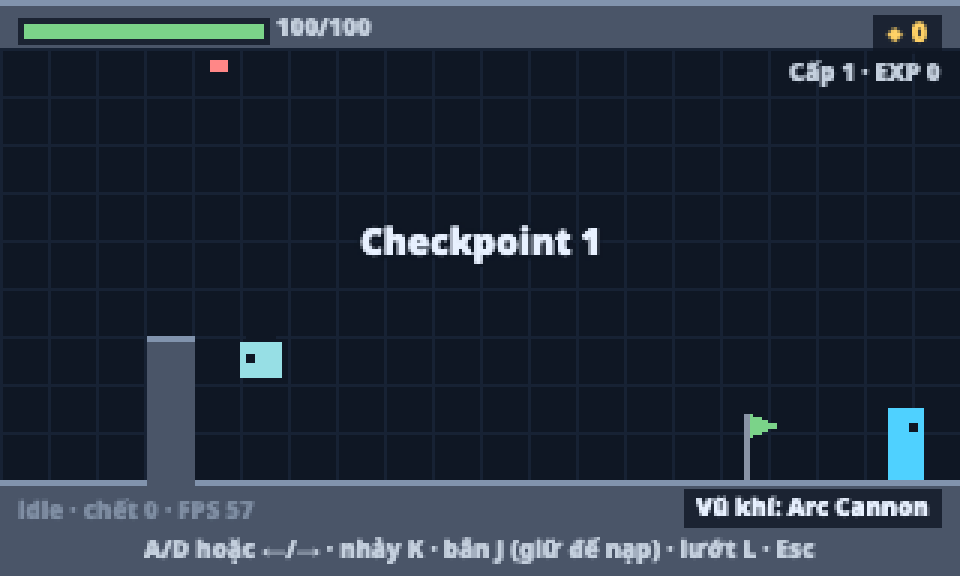 100/100
0
Cấp 1 · EXP 0
Checkpoint 1
idle · chết 0 · FPS 57
Vũ khí: Arc Cannon
A/D hoặc ←/→ · nhảy K · bắn J (giữ để nạp) · lướt L · Esc